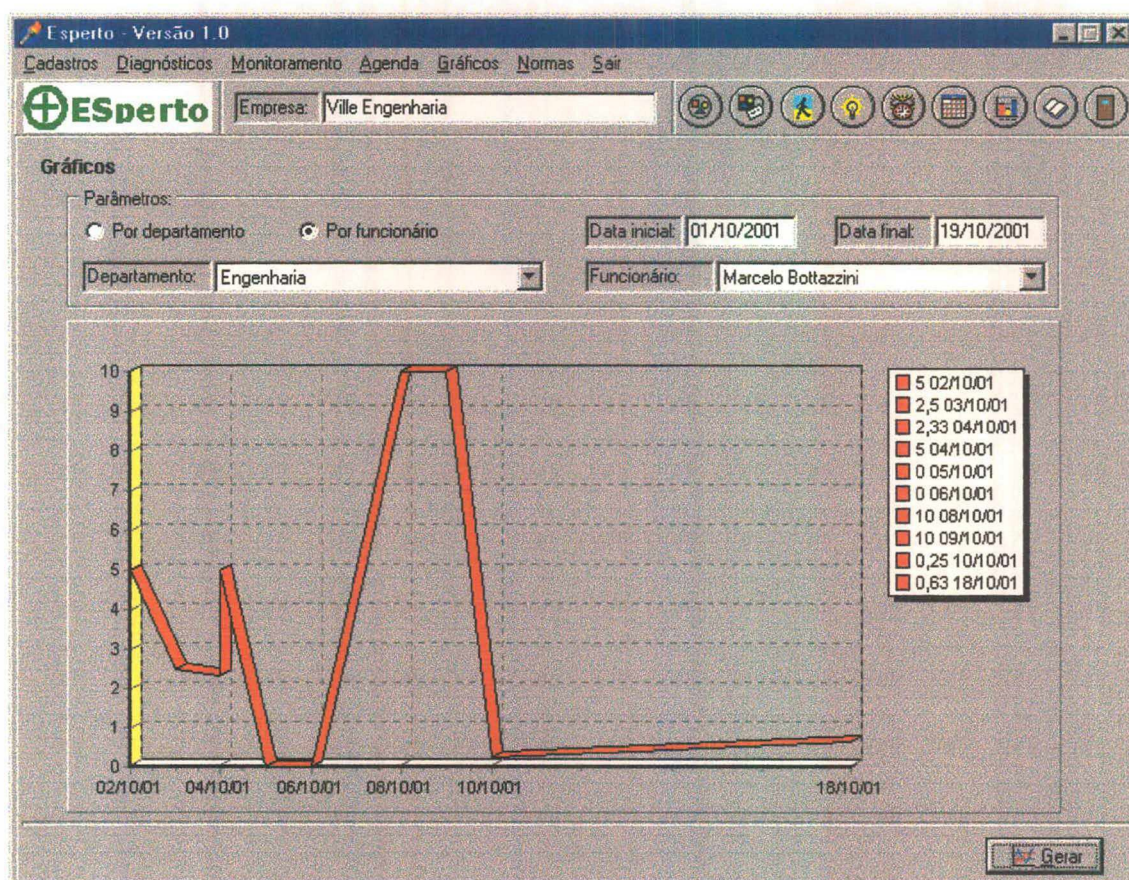 Esperto - Versão 1.0
Cadastros Diagnósticos Monitoramento Agenda Gráficos Normas Sair
ESperto Empresa: Ville Engenharia
Gráficos
Parâmetros:
Por departamento Por funcionário Data inicial: 01/10/2001 Data final: 19/10/2001
Departamento: Engenharia Funcionário: Marcelo Bottazzini
10
9
8
7
6
5
4
3
2
1
0
02/10/01 04/10/01 06/10/01 08/10/01 10/10/01 18/10/01
5 02/10/01
2,5 03/10/01
2,33 04/10/01
5 04/10/01
0 05/10/01
0 06/10/01
10 08/10/01
10 09/10/01
0,25 10/10/01
0,63 18/10/01
Gerar